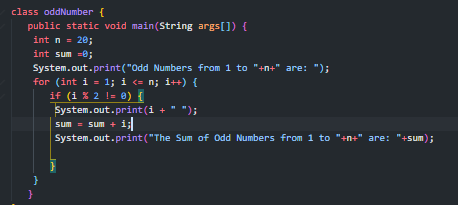 class oddNumber {
public static void main(String args[]) {
int n = 20;
int sum =0;
System.out.print("Odd Numbers from 1 to "+n+" are: ");
for (int i = 1; i <= n; i++) {
if (i % 2 != 0) {
System.out.print(i + " ");
sum = sum + i;
System.out.print("The Sum of Odd Numbers from 1 to "+n+" are: "+sum);
}
}
}